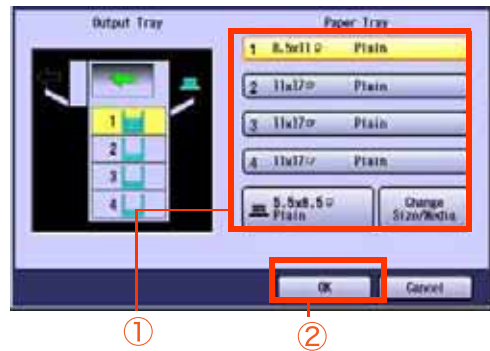 Output Tray
Paper Tray
1 8.5x11 Plain
2 11x17 Plain
3 11x17 Plain
4 11x17 Plain
5.5x8.5
Plain
Change
Size/Media
1
2
3
4
OK
Cancel
① ②